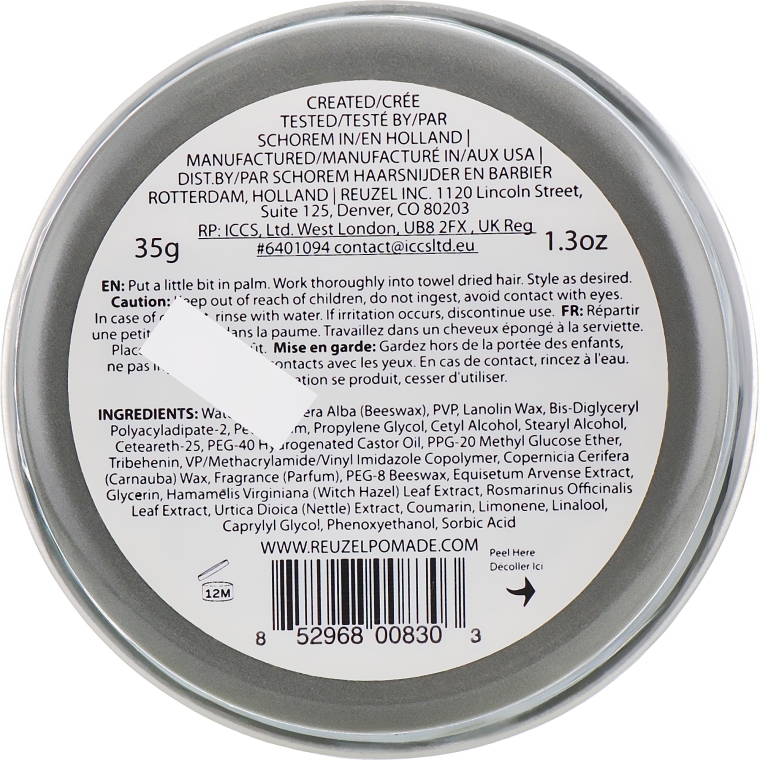 CREATED/CRÉE
TESTED/TESTÉ BY/PAR
SCHOREM IN/EN HOLLAND |
MANUFACTURED/MANUFACTURÉ IN/AUX USA |
DIST.BY/PAR SCHOREM HAARSNIJDER EN BARBIER
ROTTERDAM, HOLLAND | REUZEL INC. 1120 Lincoln Street,
Suite 125, Denver, CO 80203
RP: ICCS, Ltd. West London, UB8 2FX , UK Reg
#6401094 contact@iccsltd.eu
35g
1.3oz
EN: Put a little bit in palm. Work thoroughly into towel dried hair. Style as desired.
Caution: out of reach of children, do not ingest, avoid contact with eyes.
In case of rinse with water. If irritation occurs, discontinue use. FR: Répartir
une petit dans la paume. Travaillez dans un cheveux épongé à la serviette.
Mise en garde: Gardez hors de la portée des enfants,
ne pas contacts avec les yeux. En cas de contact, rincez à l'eau.
se produit, cesser d'utiliser.
INGREDIENTS: Alba (Beeswax), PVP, Lanolin Wax, Bis-Diglyceryl
Polyacyladipate-2, Propylene Glycol, Cetyl Alcohol, Stearyl Alcohol,
Ceteareth-25, PEG-40 Hydrogenated Castor Oil, PPG-20 Methyl Glucose Ether,
Tribehenin, VP/Methacrylamide/Vinyl Imidazole Copolymer, Copernicia Cerifera
(Carnauba) Wax, Fragrance (Parfum), PEG-8 Beeswax, Equisetum Arvense Extract,
Glycerin, Hamamelis Virginiana (Witch Hazel) Leaf Extract, Rosmarinus Officinalis
Leaf Extract, Urtica Dioica (Nettle) Extract, Coumarin, Limonene, Linalool,
Caprylyl Glycol, Phenoxyethanol, Sorbic Acid
WWW.REUZELPOMADE.COM
Peel Here
Decoller Ici
12M
8 52968 00830 3